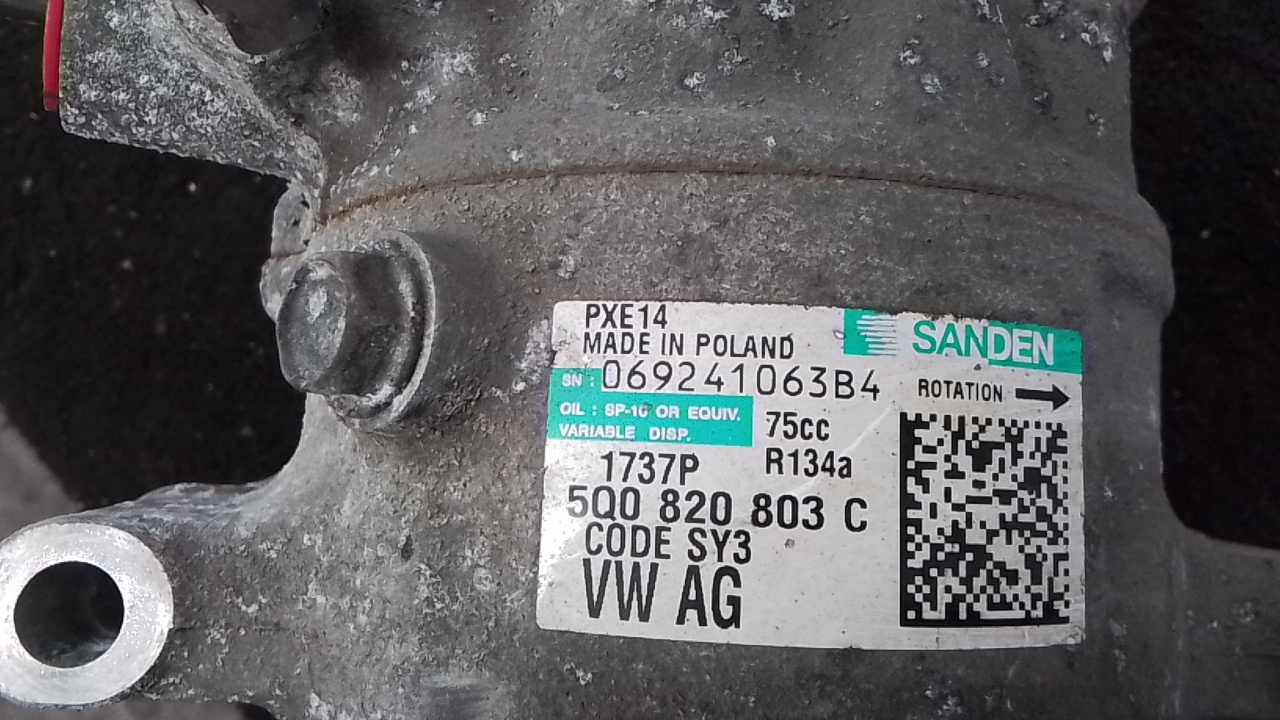 PXE14
MADE IN POLAND
SANDEN
SN : 069241063B4
ROTATION
OIL : SP-10 OR EQUIV.
VARIABLE DISP.
75cc
1737P
R134a
5Q0 820 803 C
CODE SY3
VW AG